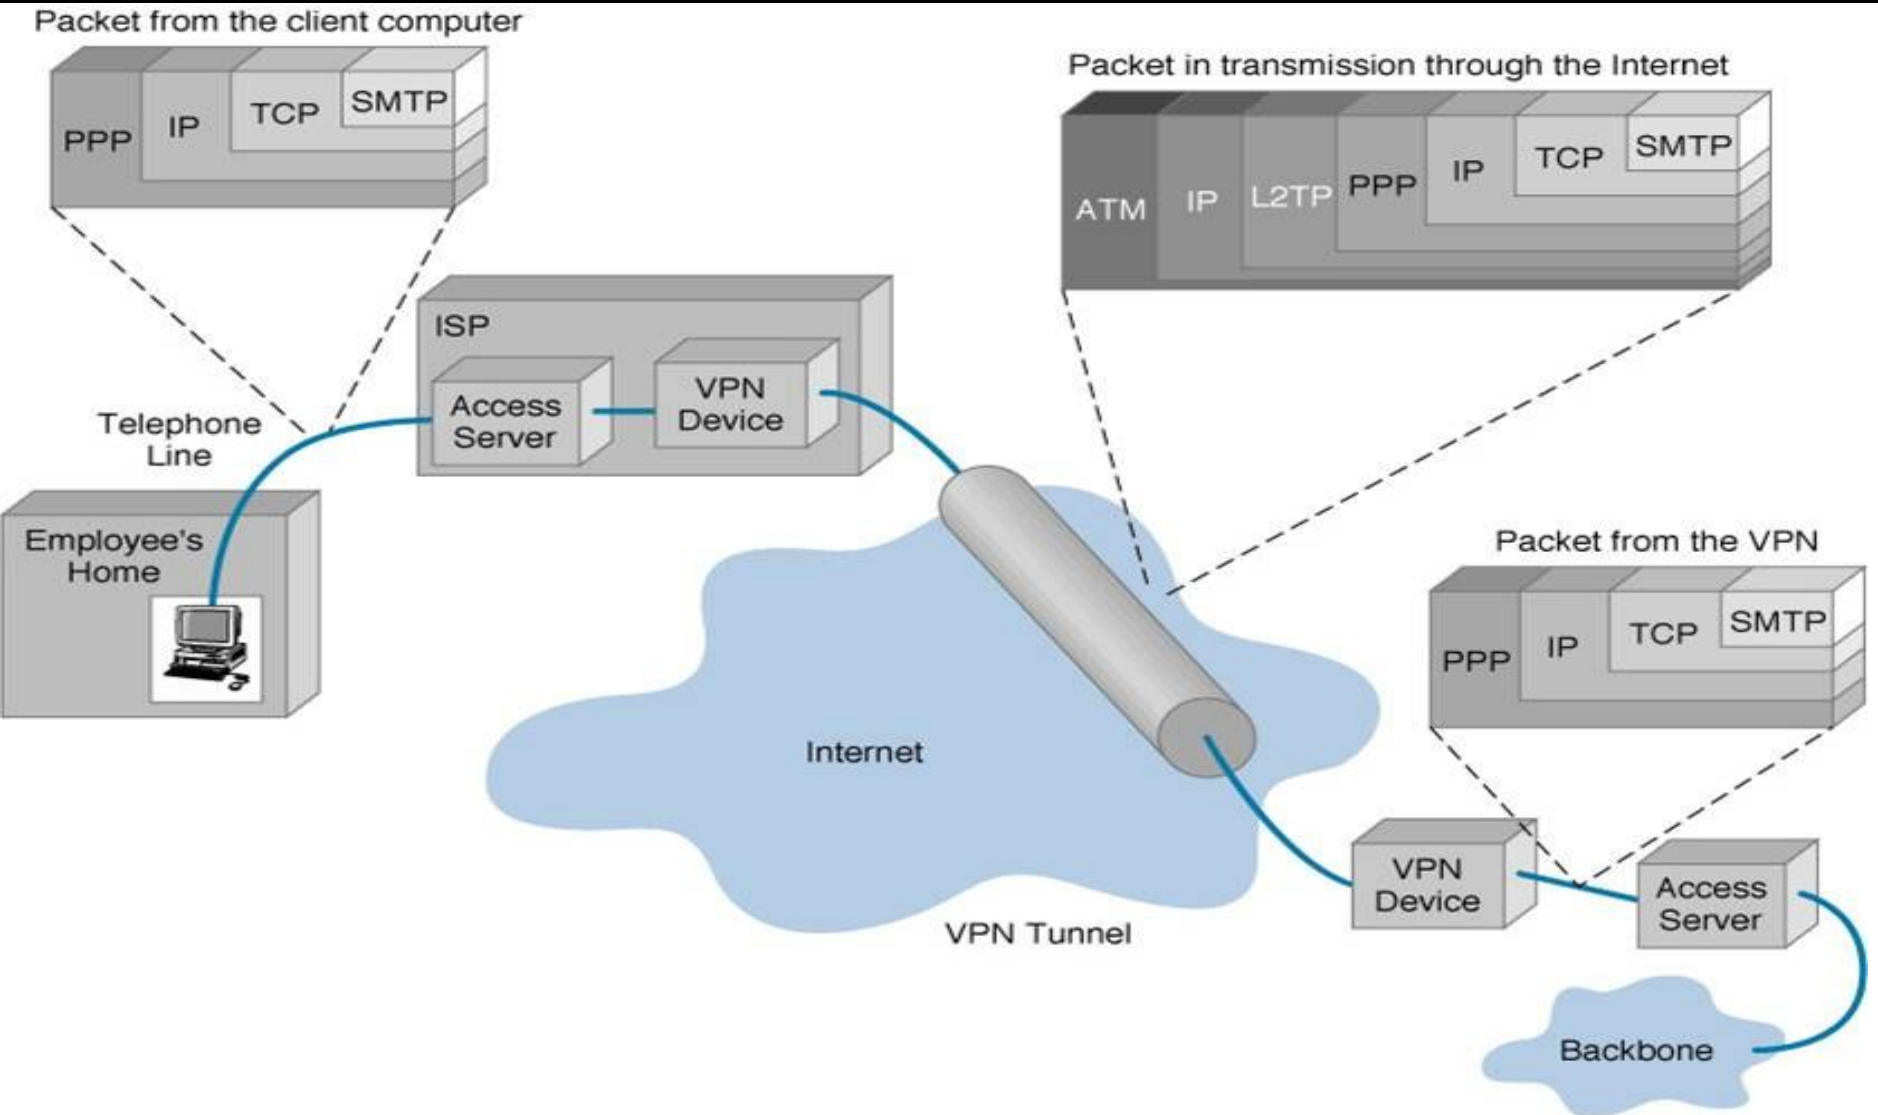 Packet from the client computer
PPP
IP
TCP
SMTP
Packet in transmission through the Internet
ATM
IP
L2TP
PPP
IP
TCP
SMTP
ISP
Access
Server
VPN
Device
Telephone
Line
Employee's
Home
Packet from the VPN
PPP
IP
TCP
SMTP
Internet
VPN Tunnel
VPN
Device
Access
Server
Backbone